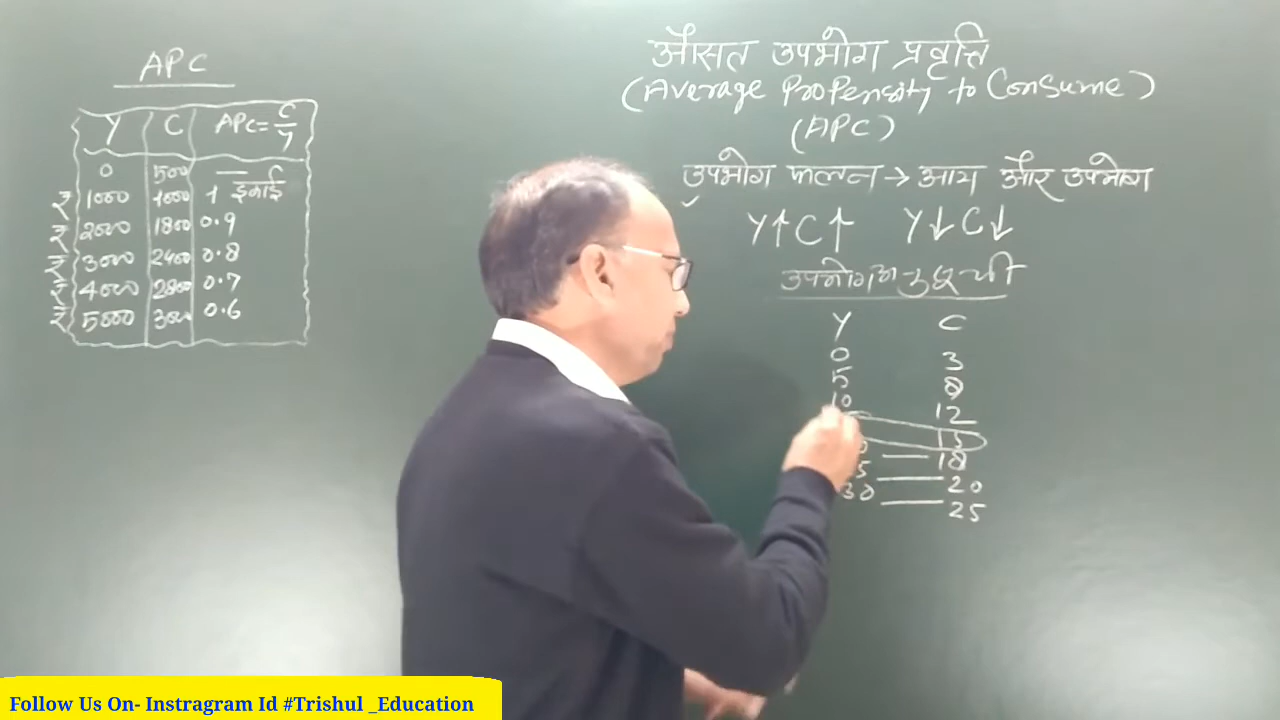 APC
Y C APC = C/Y
0 500 —
₹ 1000 1000 1 इकाई
₹ 2000 1800 0.9
₹ 3000 2400 0.8
₹ 4000 2800 0.7
₹ 5000 3000 0.6
औसत उपभोग प्रवृत्ति
(Average Propensity to Consume)
(APC)
उपभोग फलन → आय और उपभोग
Y↑ C↑ Y↓ C↓
उपभोग अनुसूची
Y C
0 3
5 8
10 12
15
— 18
— 20
30 — 25
Follow Us On- Instragram Id #Trishul _Education